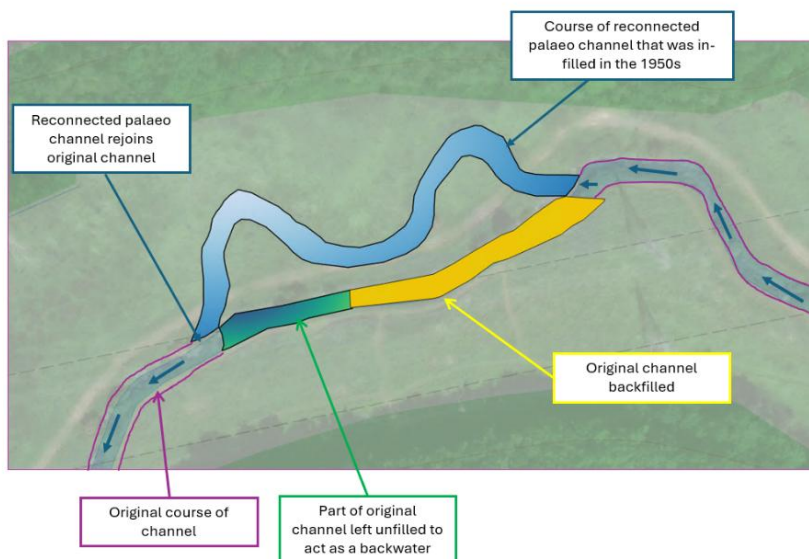 Course of reconnected
palaeo channel that was in-
filled in the 1950s
Reconnected palaeo
channel rejoins
original channel
Original channel
backfilled
Original course of
channel
Part of original
channel left unfilled to
act as a backwater